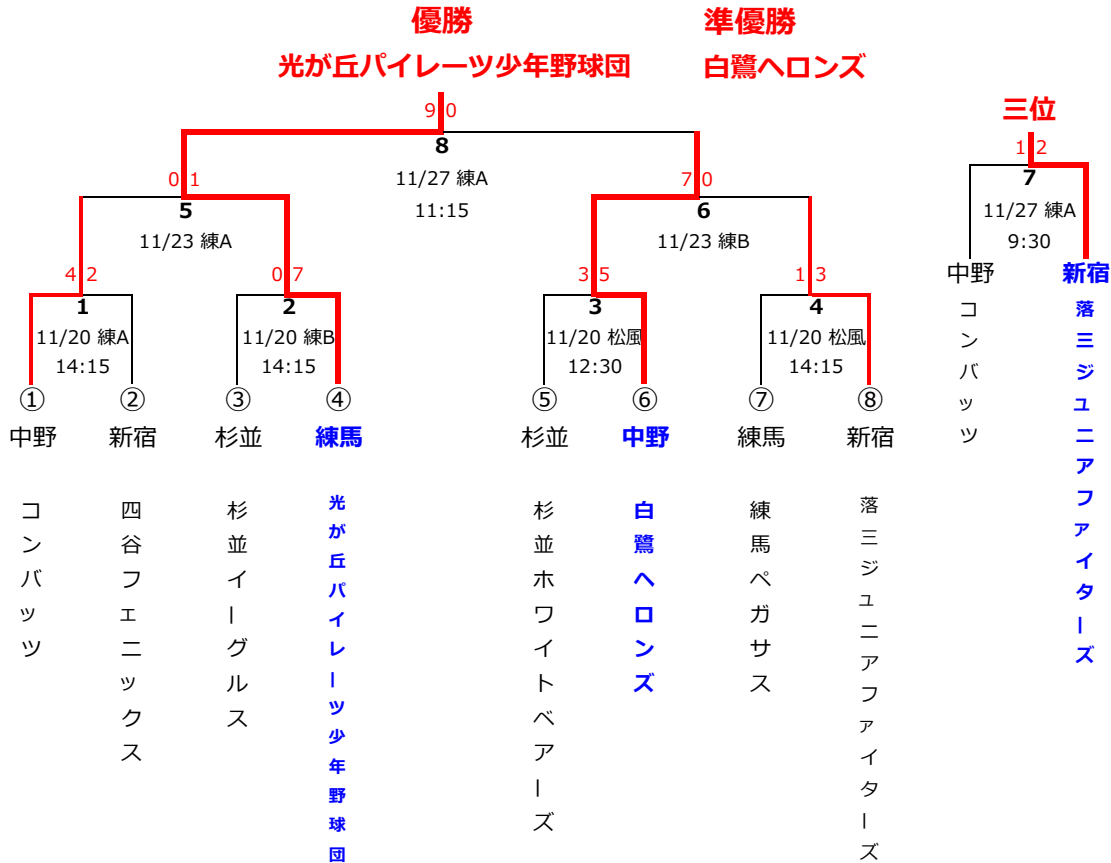 優勝 準優勝
光が丘パイレーツ少年野球団 白鷺ヘロンズ
三位
9 0
8
11/27 練A
11:15
1 2
7
11/27 練A
9:30
0 1
5
11/23 練A
7 0
6
11/23 練B
4 2
1
11/20 練A
14:15
0 7
2
11/20 練B
14:15
3 5
3
11/20 松風
12:30
1 3
4
11/20 松風
14:15
中野
コンバッツ
新宿
落三ジュニアファイターズ
① ② ③ ④ ⑤ ⑥ ⑦ ⑧
中野 新宿 杉並 練馬 杉並 中野 練馬 新宿
コンバッツ
四谷フェニックス
杉並イーグルス
光が丘パイレーツ少年野球団
杉並ホワイトベアーズ
白鷺ヘロンズ
練馬ペガサス
落三ジュニアファイターズ